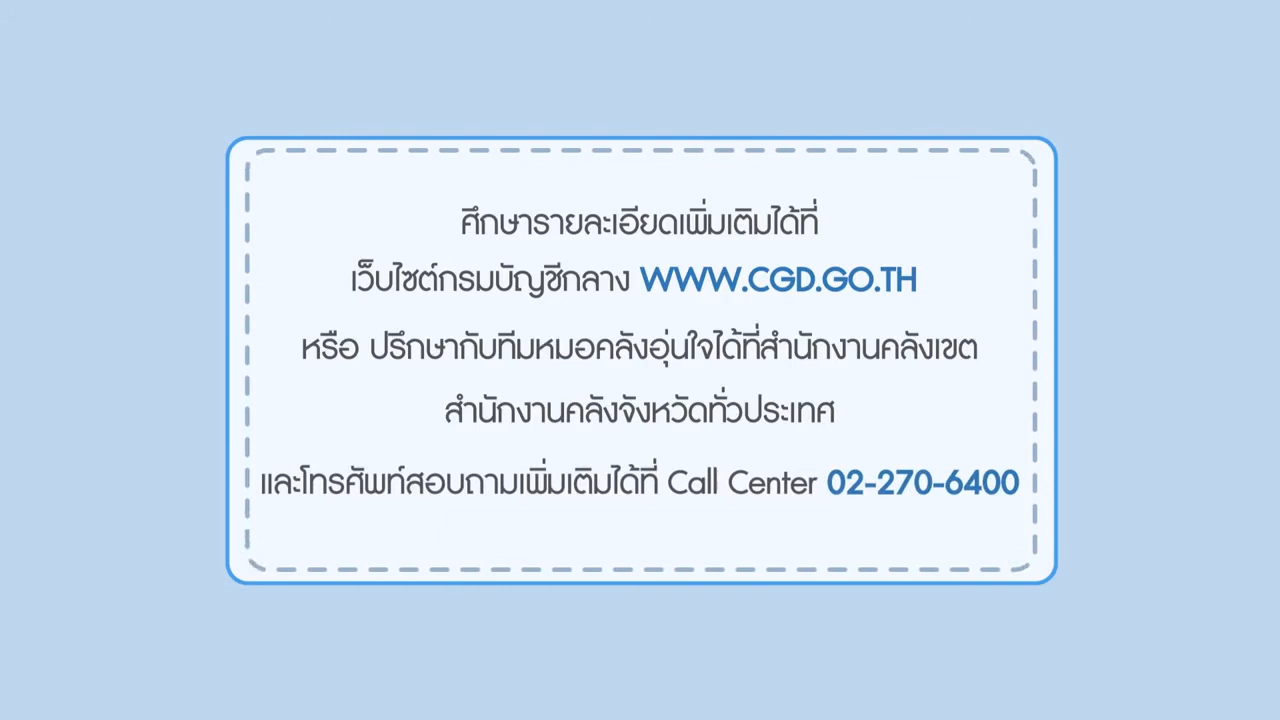 ศึกษารายละเอียดเพิ่มเติมได้ที่
เว็บไซต์กรมบัญชีกลาง WWW.CGD.GO.TH
หรือ ปรึกษากับทีมหมอคลังอุ่นใจได้ที่สำนักงานคลังเขต
สำนักงานคลังจังหวัดทั่วประเทศ
และโทรศัพท์สอบถามเพิ่มเติมได้ที่ Call Center 02-270-6400